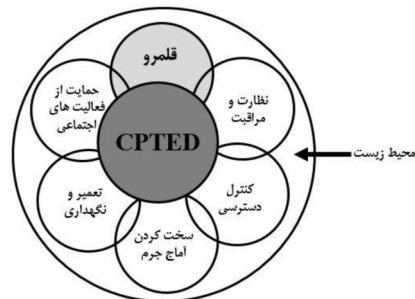 قلمرو
نظارت و
مراقبت
حمایت از
فعالیت های
اجتماعی
CPTED
محیط زیست
کنترل
دسترسی
تعمیر و
نگهداری
سخت کردن
آماج جرم